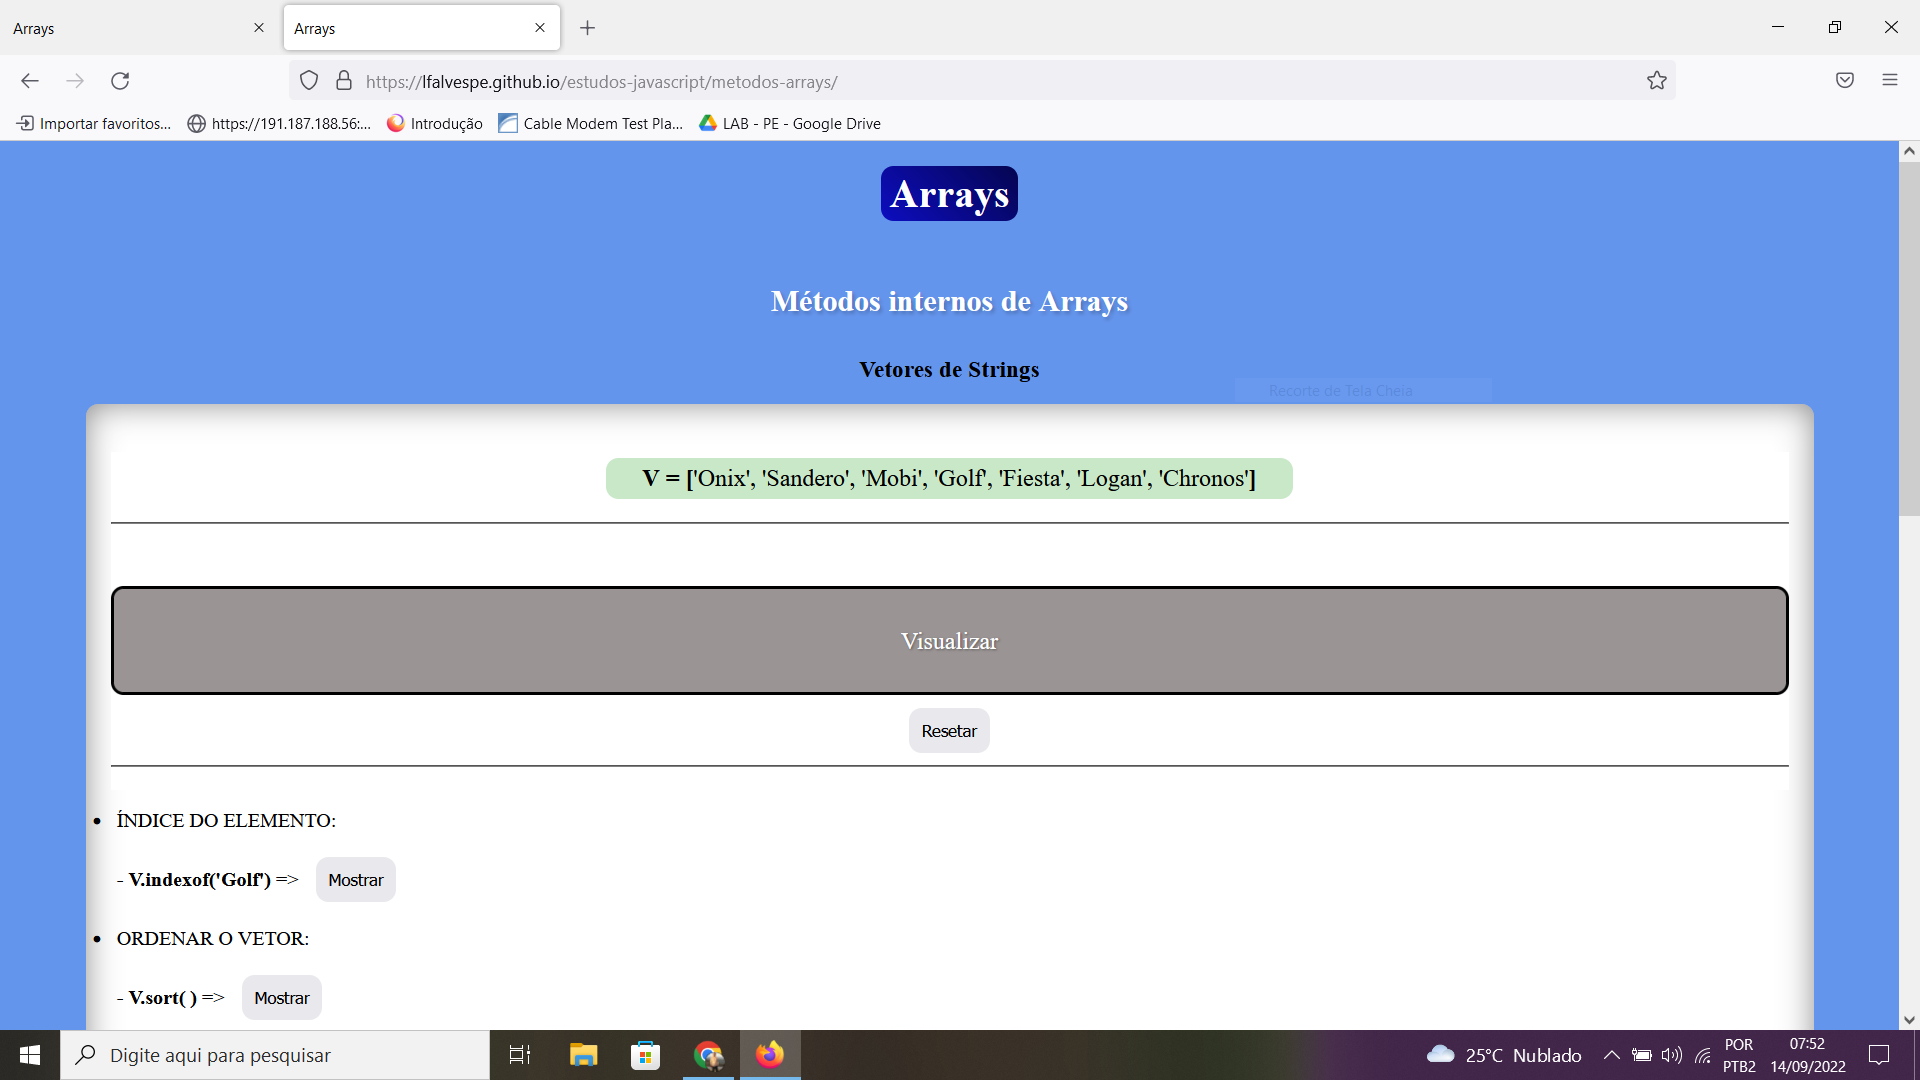 Arrays
Arrays
https://lfalvespe.github.io/estudos-javascript/metodos-arrays/
Importar favoritos...
https://191.187.188.56:...
Introdução
Cable Modem Test Pla...
LAB - PE - Google Drive
Arrays
Métodos internos de Arrays
Vetores de Strings
Recorte de Tela Cheia
V = ['Onix', 'Sandero', 'Mobi', 'Golf', 'Fiesta', 'Logan', 'Chronos']
Visualizar
Resetar
• ÍNDICE DO ELEMENTO:
- V.indexof('Golf') => Mostrar
• ORDENAR O VETOR:
- V.sort( ) => Mostrar
Digite aqui para pesquisar
25°C Nublado
POR
PTB2
07:52
14/09/2022